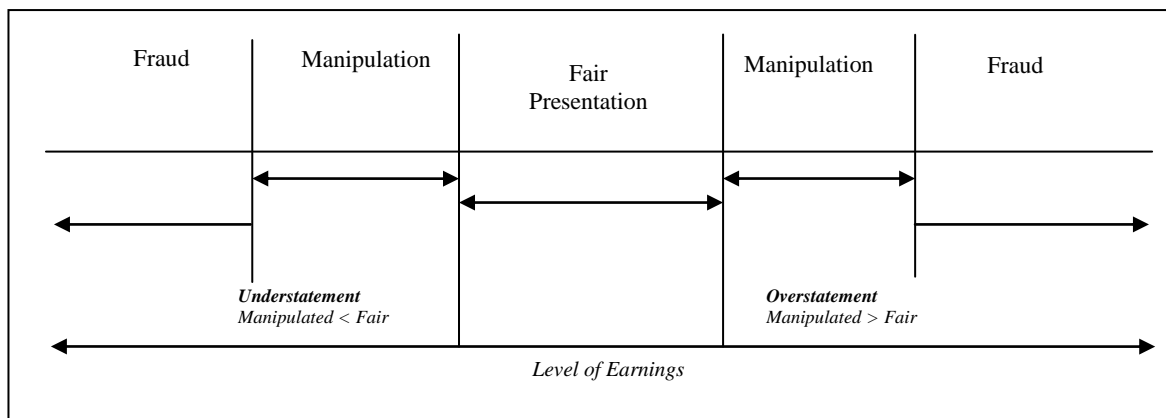 Fraud
Manipulation
Fair
Presentation
Manipulation
Fraud
Understatement
Manipulated < Fair
Overstatement
Manipulated > Fair
Level of Earnings